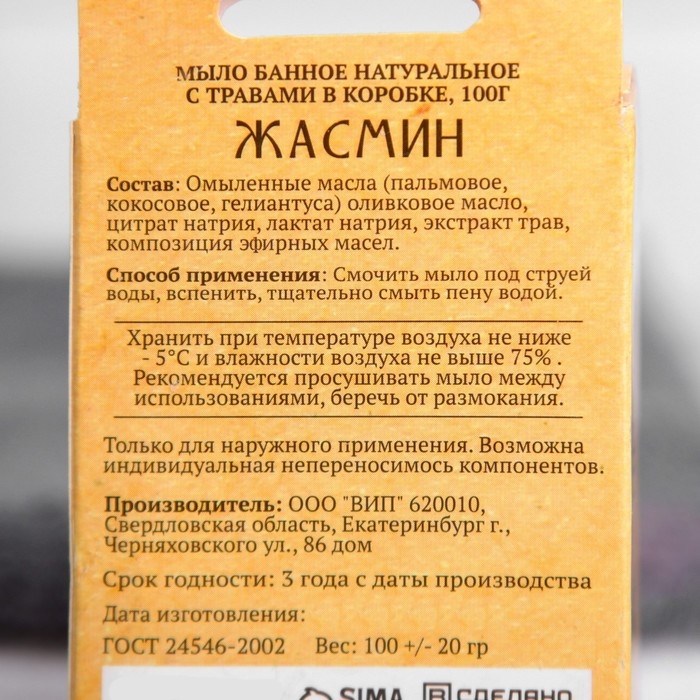 МЫЛО БАННОЕ НАТУРАЛЬНОЕ
С ТРАВАМИ В КОРОБКЕ, 100Г
ЖАСМИН
Состав: Омыленные масла (пальмовое,
кокосовое, гелиантуса) оливковое масло,
цитрат натрия, лактат натрия, экстракт трав,
композиция эфирных масел.
Способ применения: Смочить мыло под струей
воды, вспенить, тщательно смыть пену водой.
Хранить при температуре воздуха не ниже
- 5°С и влажности воздуха не выше 75% .
Рекомендуется просушивать мыло между
использованиями, беречь от размокания.
Только для наружного применения. Возможна
индивидуальная непереносимось компонентов.
Производитель: ООО "ВИП" 620010,
Свердловская область, Екатеринбург г.,
Черняховского ул., 86 дом
Срок годности: 3 года с даты производства
Дата изготовления:
ГОСТ 24546-2002 Вес: 100 +/- 20 гр
SIMA СДЕЛАНО